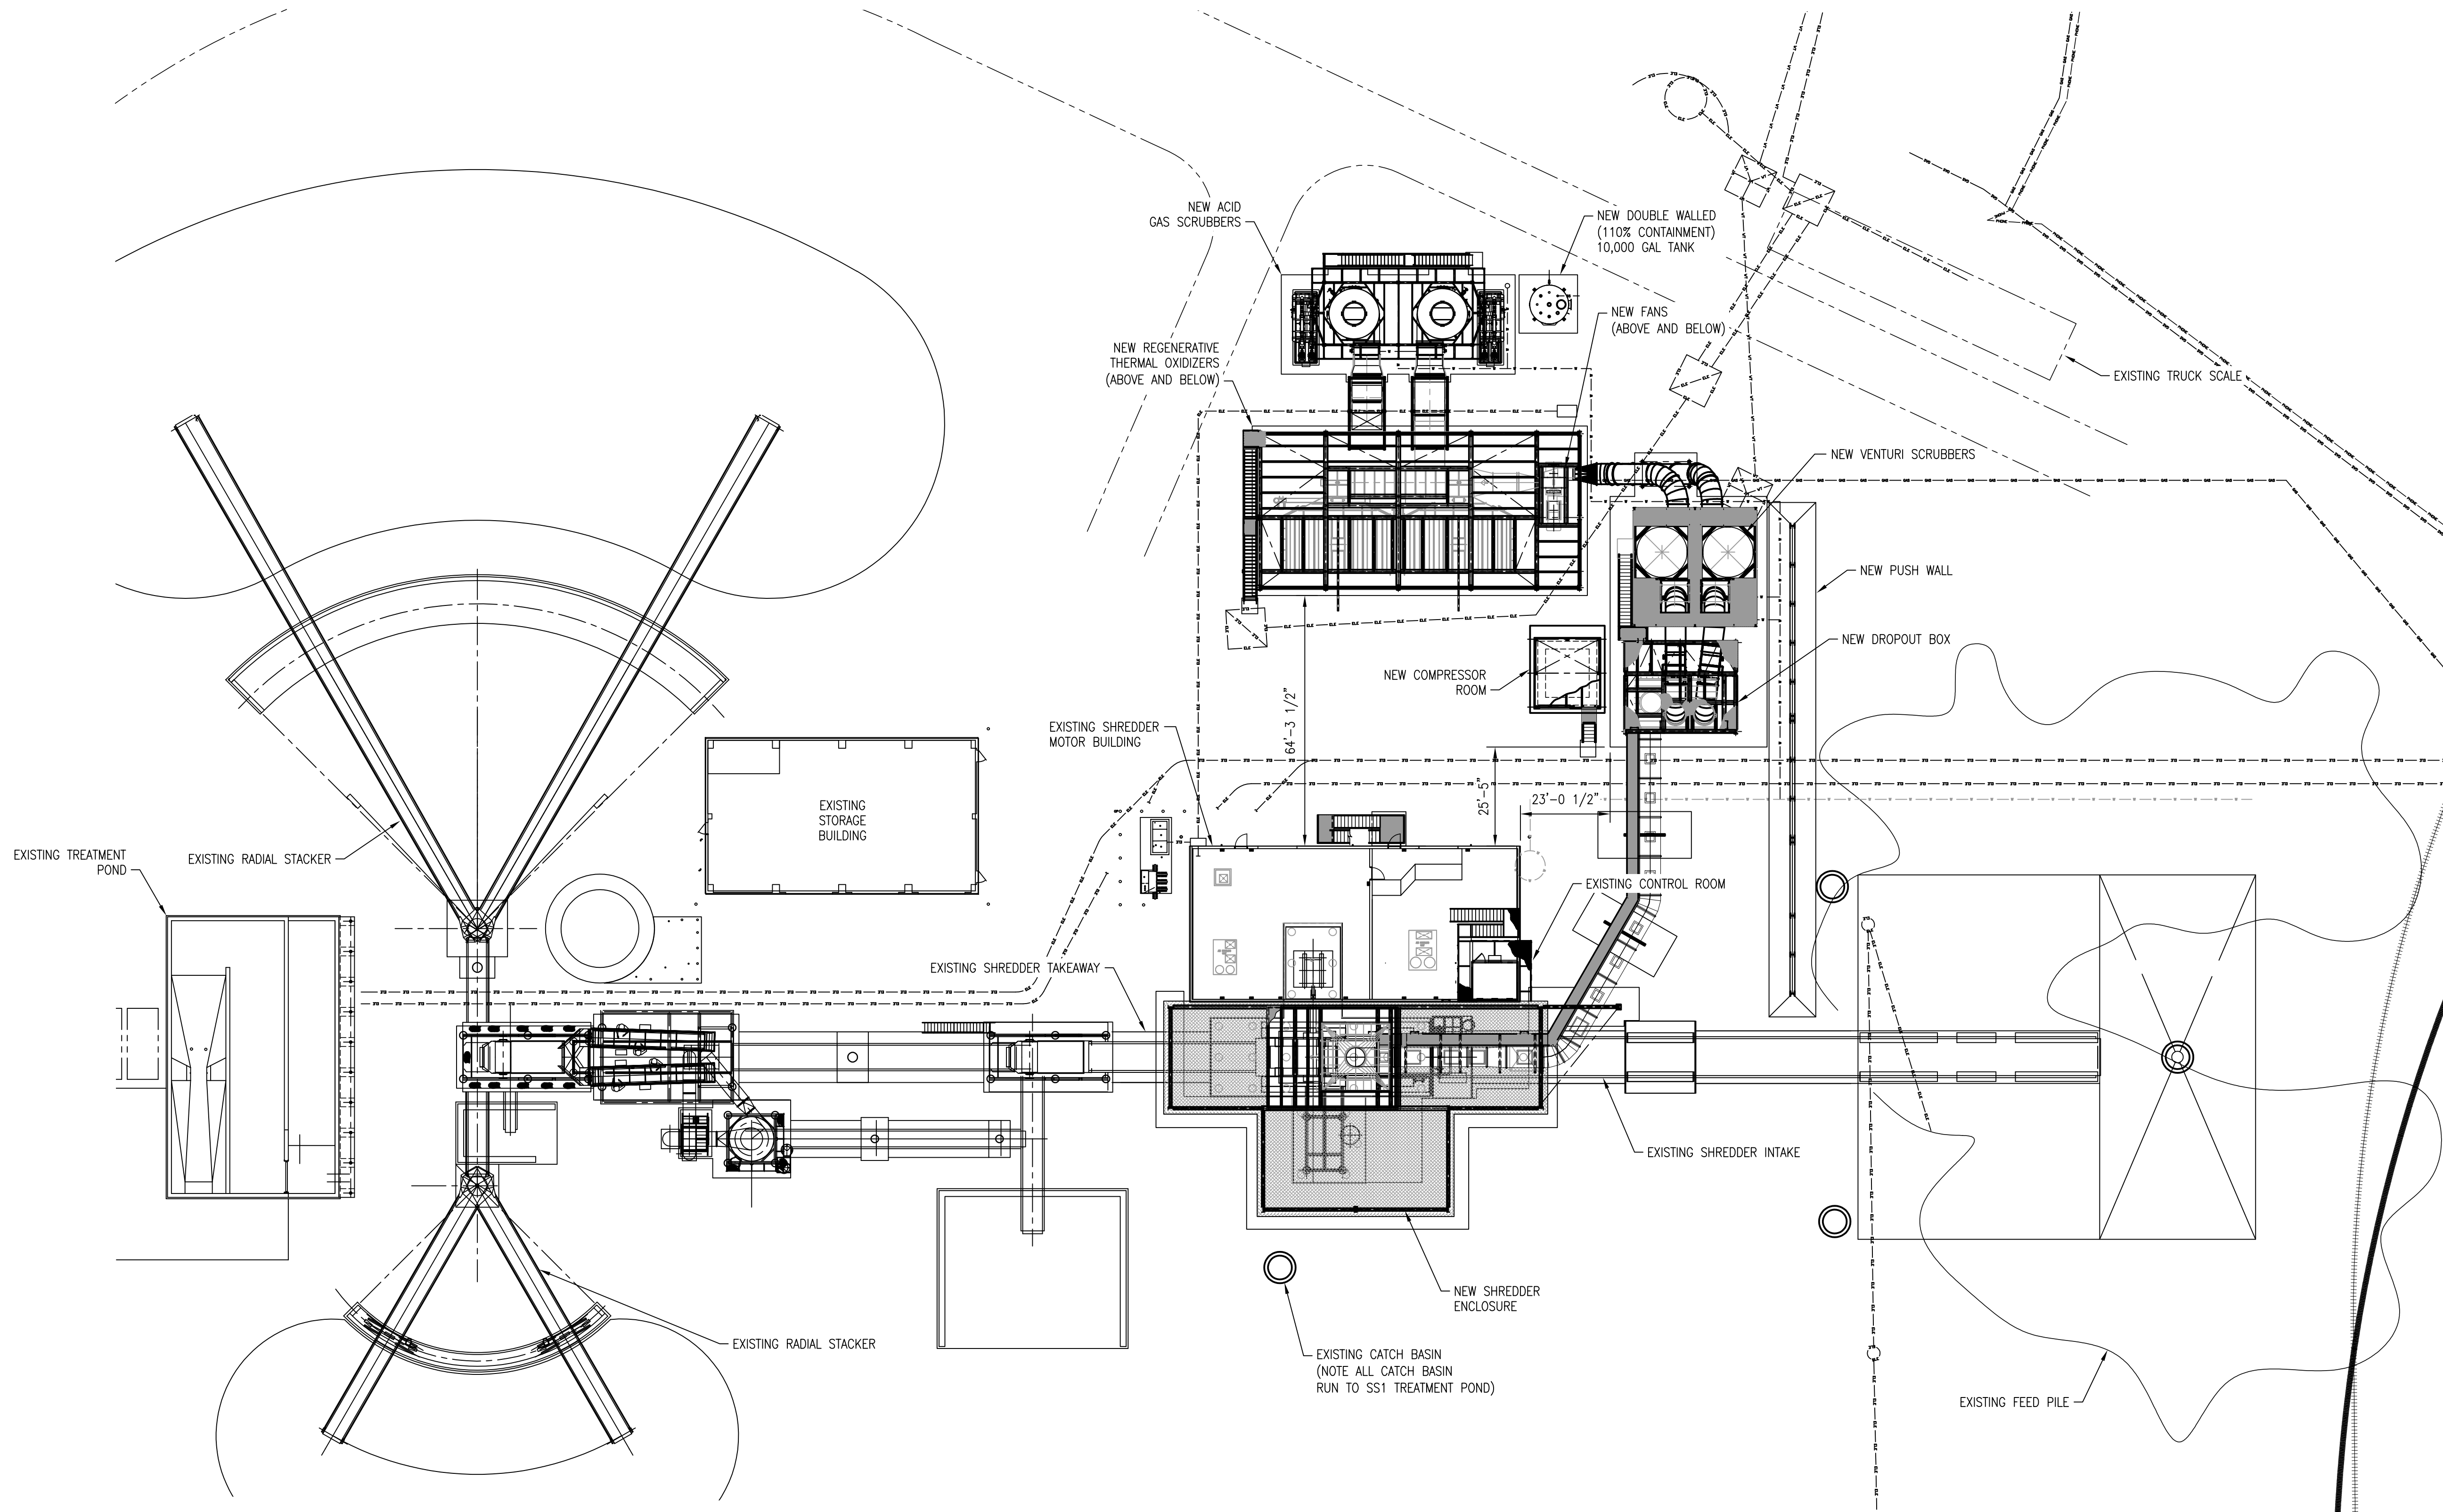 NEW ACID
GAS SCRUBBERS
NEW DOUBLE WALLED
(110% CONTAINMENT)
10,000 GAL TANK
NEW FANS
(ABOVE AND BELOW)
NEW REGENERATIVE
THERMAL OXIDIZERS
(ABOVE AND BELOW)
EXISTING TRUCK SCALE
NEW VENTURI SCRUBBERS
NEW PUSH WALL
NEW DROPOUT BOX
NEW COMPRESSOR
ROOM
64'-3 1/2"
EXISTING SHREDDER
MOTOR BUILDING
25'-5"
23'-0 1/2"
EXISTING
STORAGE
BUILDING
EXISTING TREATMENT
POND
EXISTING RADIAL STACKER
EXISTING CONTROL ROOM
EXISTING SHREDDER TAKEAWAY
EXISTING SHREDDER INTAKE
NEW SHREDDER
ENCLOSURE
EXISTING RADIAL STACKER
EXISTING CATCH BASIN
(NOTE ALL CATCH BASIN
RUN TO SS1 TREATMENT POND)
EXISTING FEED PILE